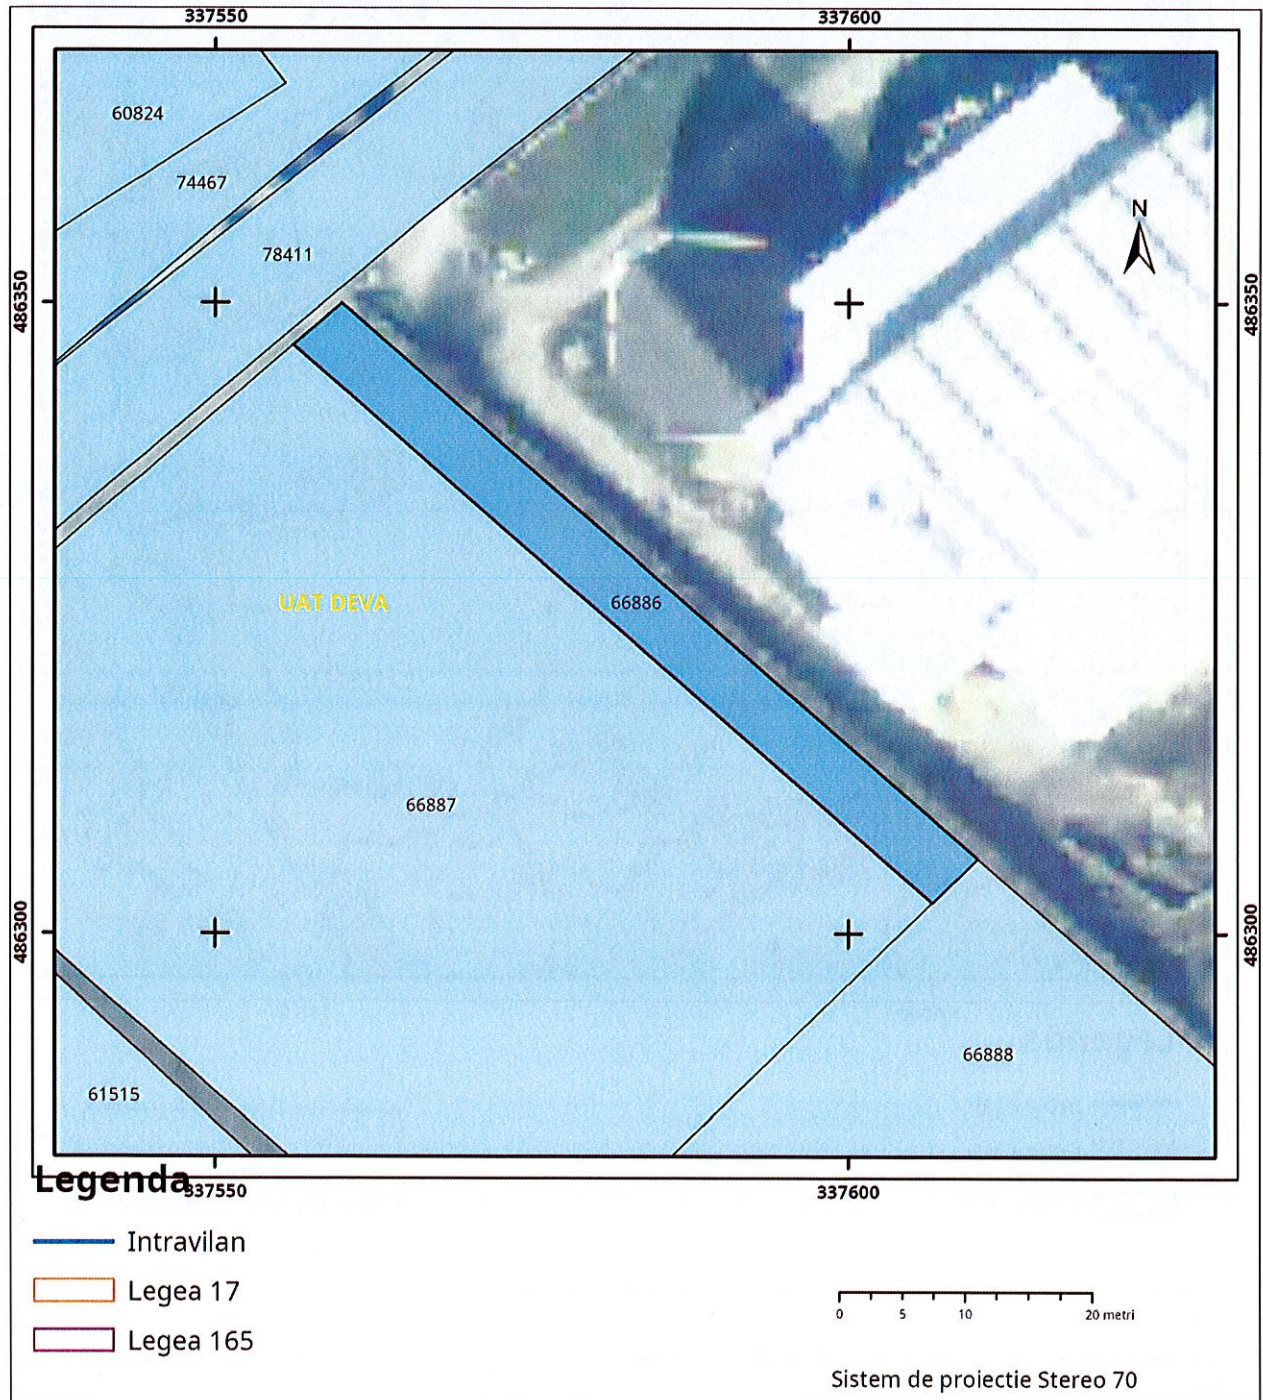 337550
337600
60824
74467
N
78411
486350
486350
66886
UAT DEVA
66887
486300
486300
66888
61515
Legenda
337550
337600
Intravilan
Legea 17
Legea 165
0 5 10 20 metri
Sistem de proiectie Stereo 70